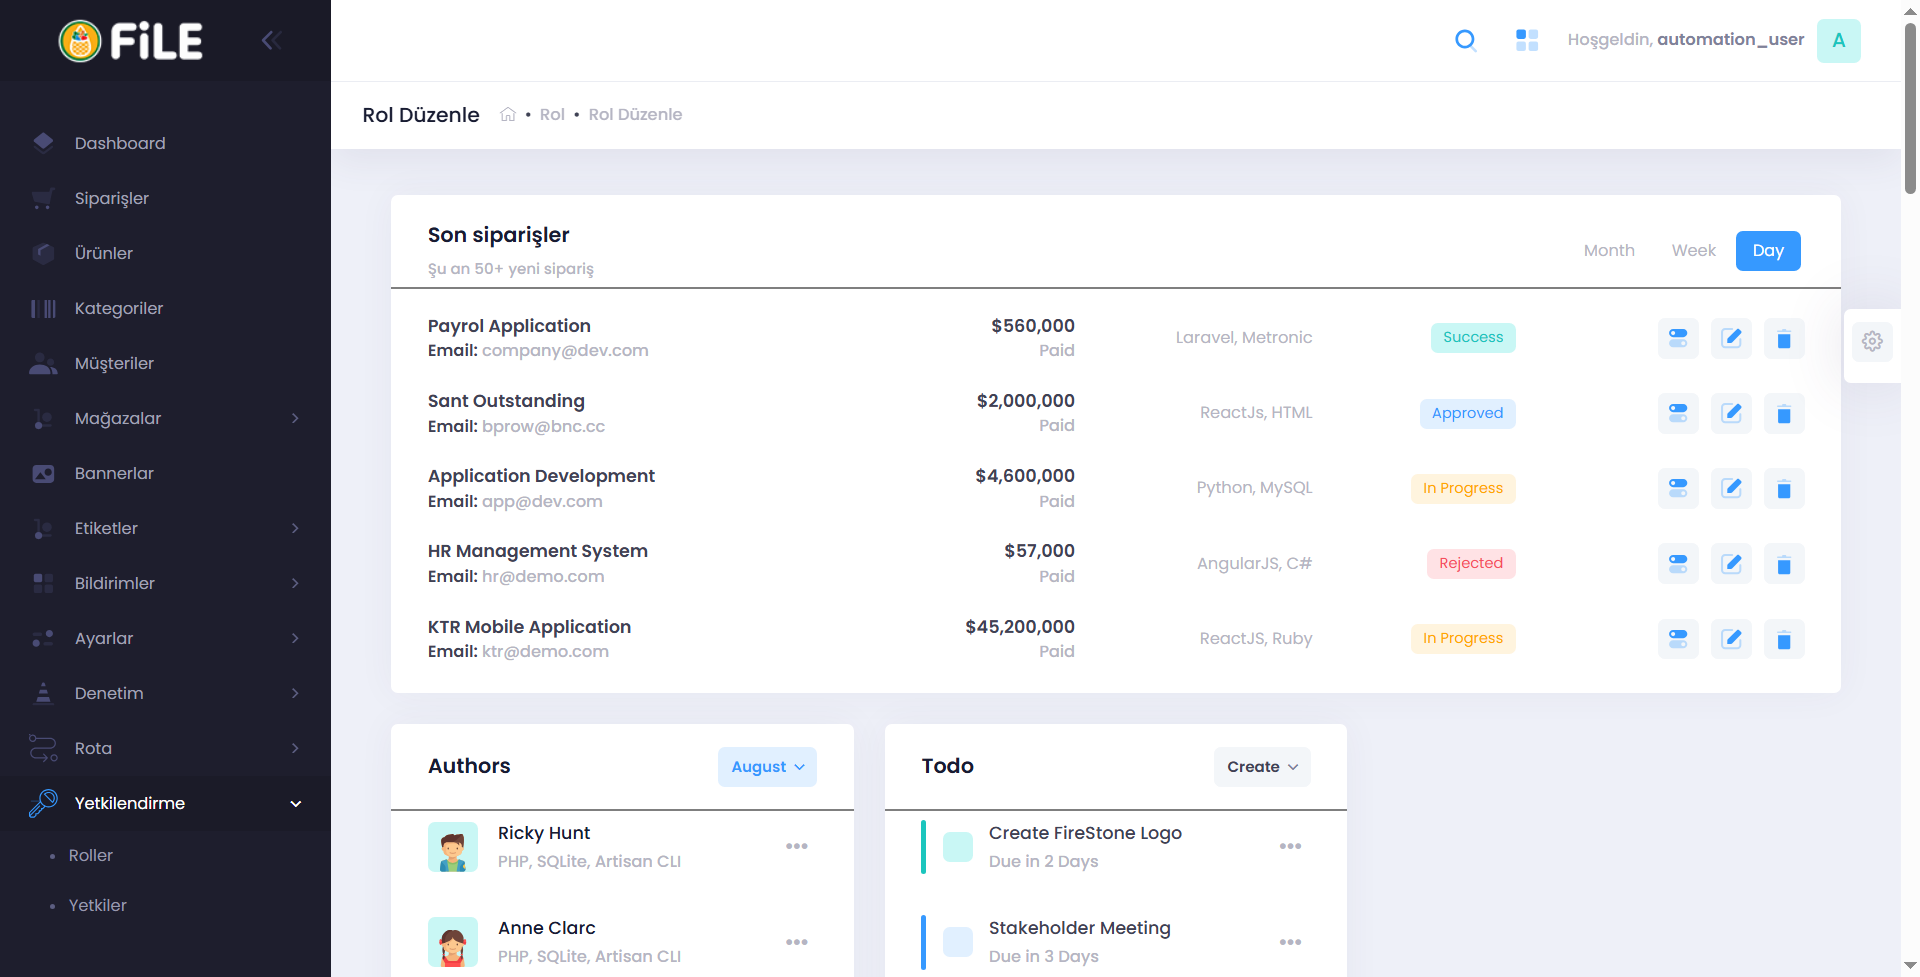 FiLE
Hoşgeldin, automation_user
A
Rol Düzenle
Rol • Rol Düzenle
Dashboard
Siparişler
Ürünler
Kategoriler
Müşteriler
Mağazalar
Bannerlar
Etiketler
Bildirimler
Ayarlar
Denetim
Rota
Yetkilendirme
Roller
Yetkiler
Son siparişler
Şu an 50+ yeni sipariş
Month Week Day
Payrol Application $560,000
Email: company@dev.com Paid
Laravel, Metronic Success
Sant Outstanding $2,000,000
Email: bprow@bnc.cc Paid
ReactJs, HTML Approved
Application Development $4,600,000
Email: app@dev.com Paid
Python, MySQL In Progress
HR Management System $57,000
Email: hr@demo.com Paid
AngularJS, C# Rejected
KTR Mobile Application $45,200,000
Email: ktr@demo.com Paid
ReactJS, Ruby In Progress
Authors August
Ricky Hunt
PHP, SQLite, Artisan CLI
Anne Clarc
PHP, SQLite, Artisan CLI
Todo Create
Create FireStone Logo
Due in 2 Days
Stakeholder Meeting
Due in 3 Days